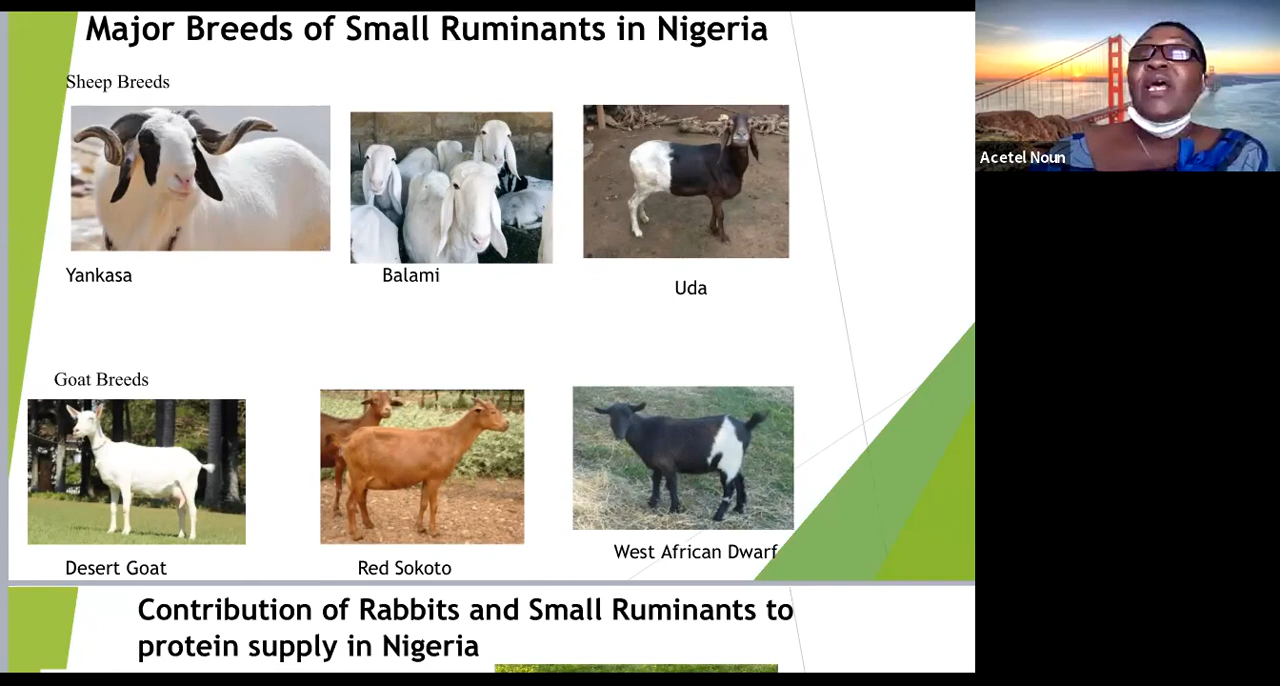 Major Breeds of Small Ruminants in Nigeria
Sheep Breeds
Acetel Noun
Yankasa
Balami
Uda
Goat Breeds
Desert Goat
Red Sokoto
West African Dwarf
Contribution of Rabbits and Small Ruminants to
protein supply in Nigeria